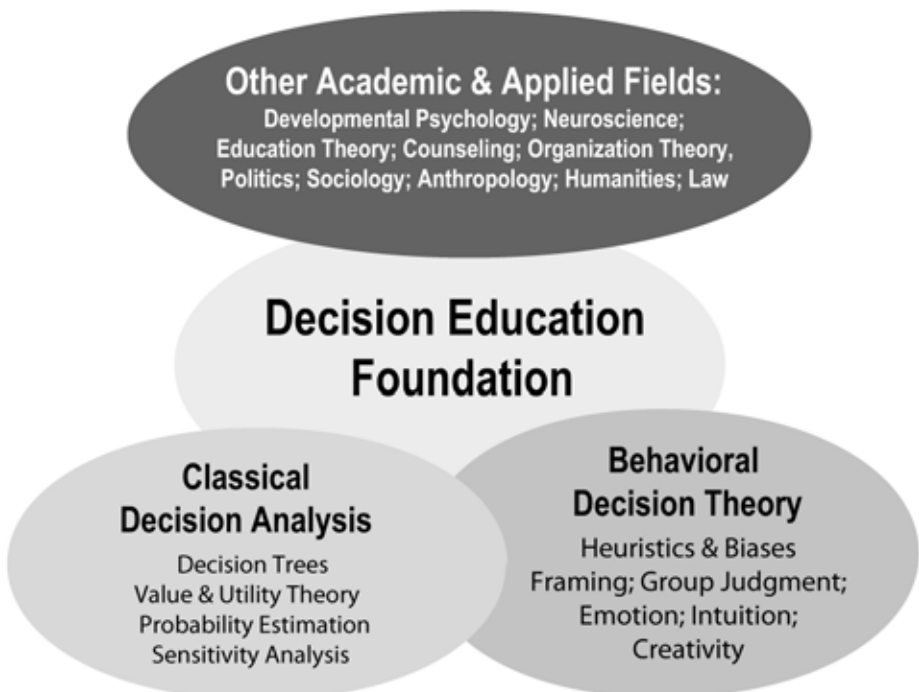 Other Academic & Applied Fields:
Developmental Psychology; Neuroscience;
Education Theory; Counseling; Organization Theory,
Politics; Sociology; Anthropology; Humanities; Law
Decision Education
Foundation
Classical
Decision Analysis
Decision Trees
Value & Utility Theory
Probability Estimation
Sensitivity Analysis
Behavioral
Decision Theory
Heuristics & Biases
Framing; Group Judgment;
Emotion; Intuition;
Creativity